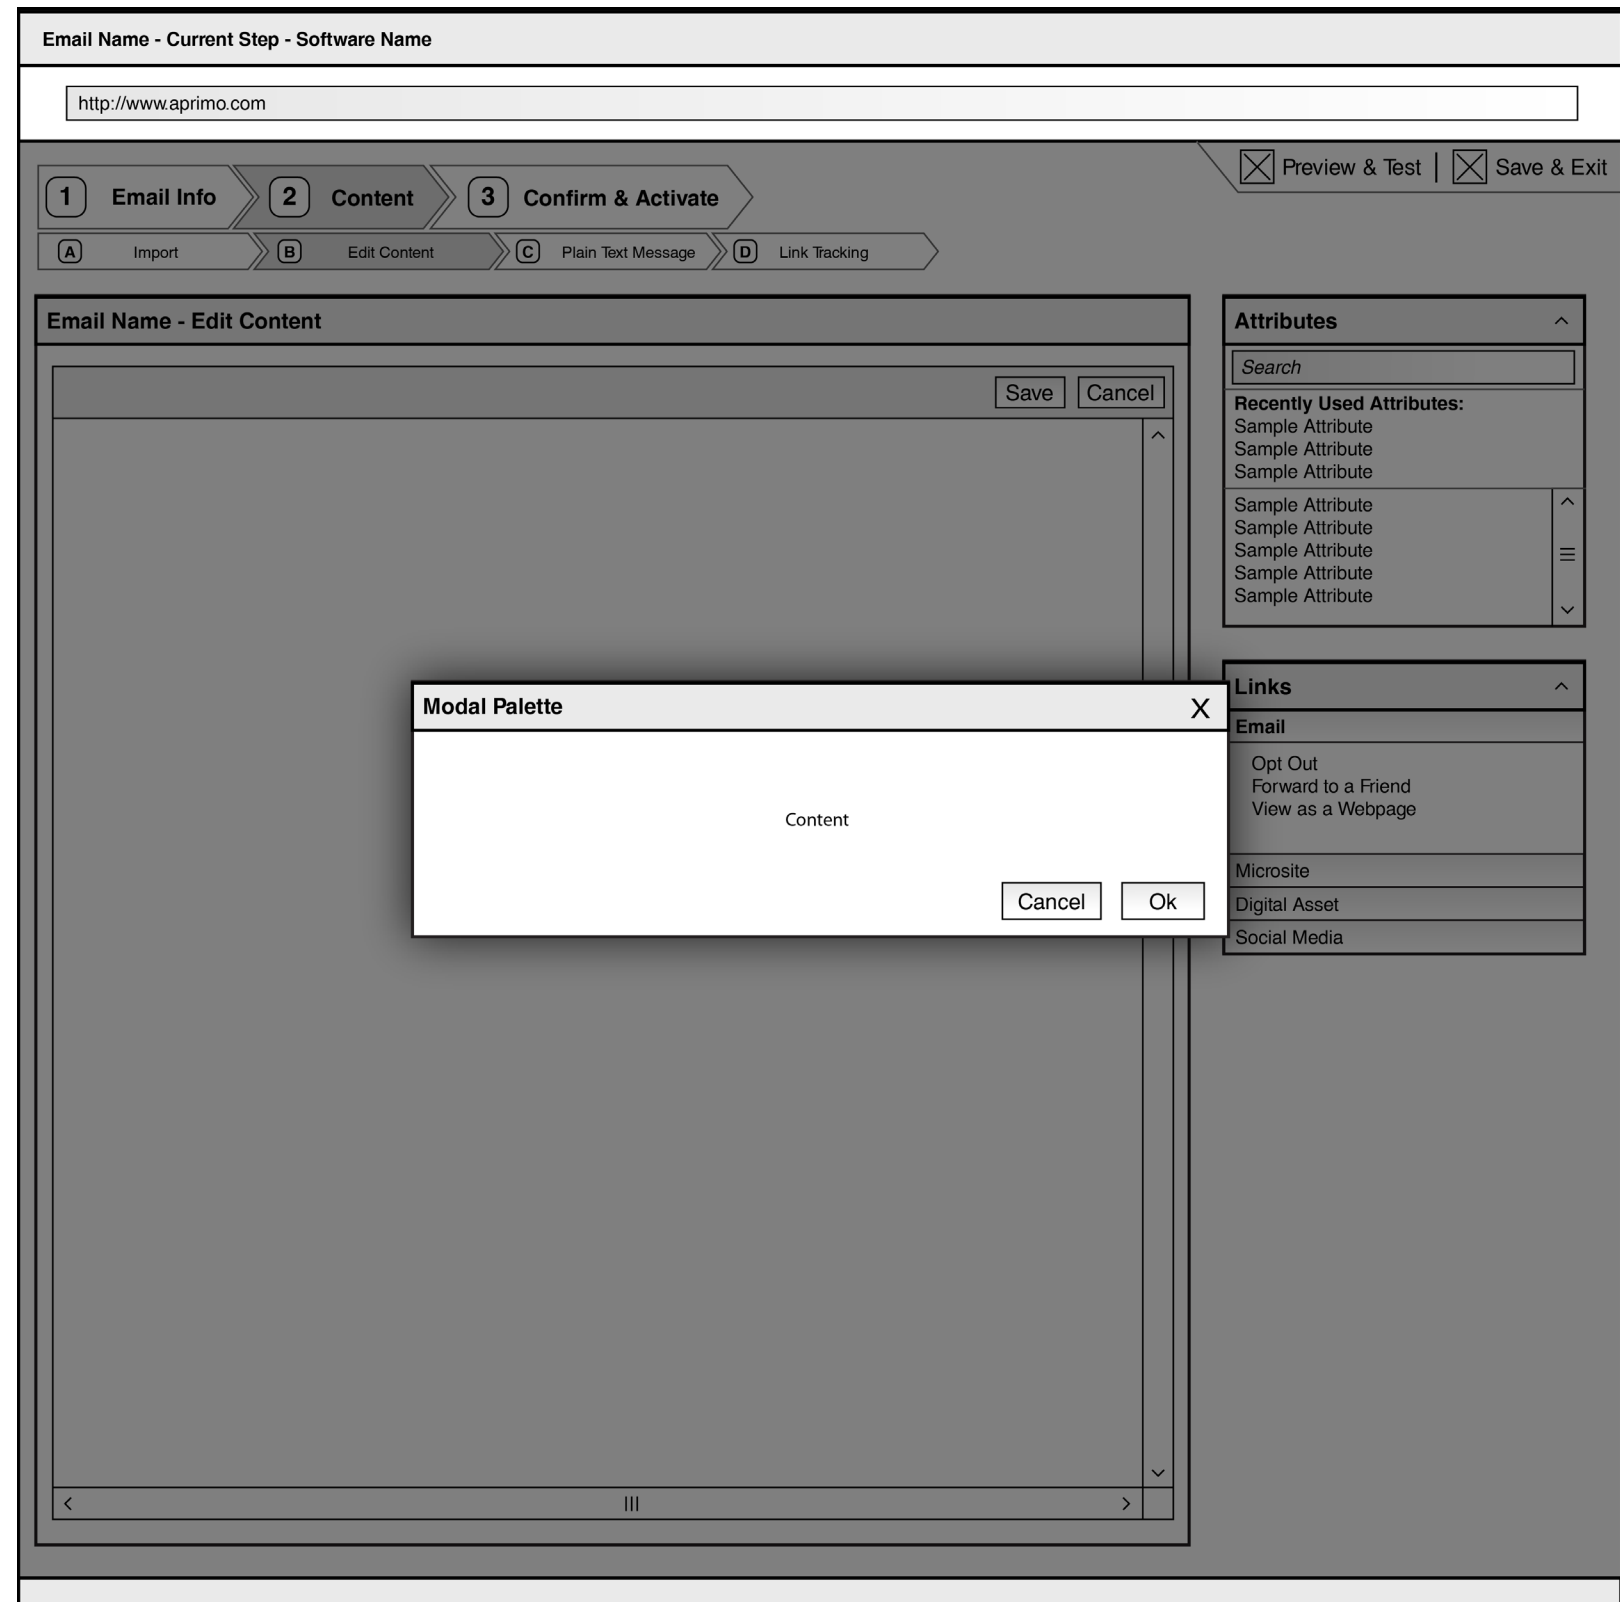 Email Name - Current Step - Software Name
http://www.aprimo.com
Preview & Test | Save & Exit
1 Email Info 2 Content 3 Confirm & Activate
A Import B Edit Content C Plain Text Message D Link Tracking
Email Name - Edit Content
Save Cancel
Attributes
Search
Recently Used Attributes:
Sample Attribute
Sample Attribute
Sample Attribute
Sample Attribute
Sample Attribute
Sample Attribute
Sample Attribute
Sample Attribute
Modal Palette X
Content
Cancel Ok
Links
Email
Opt Out
Forward to a Friend
View as a Webpage
Microsite
Digital Asset
Social Media